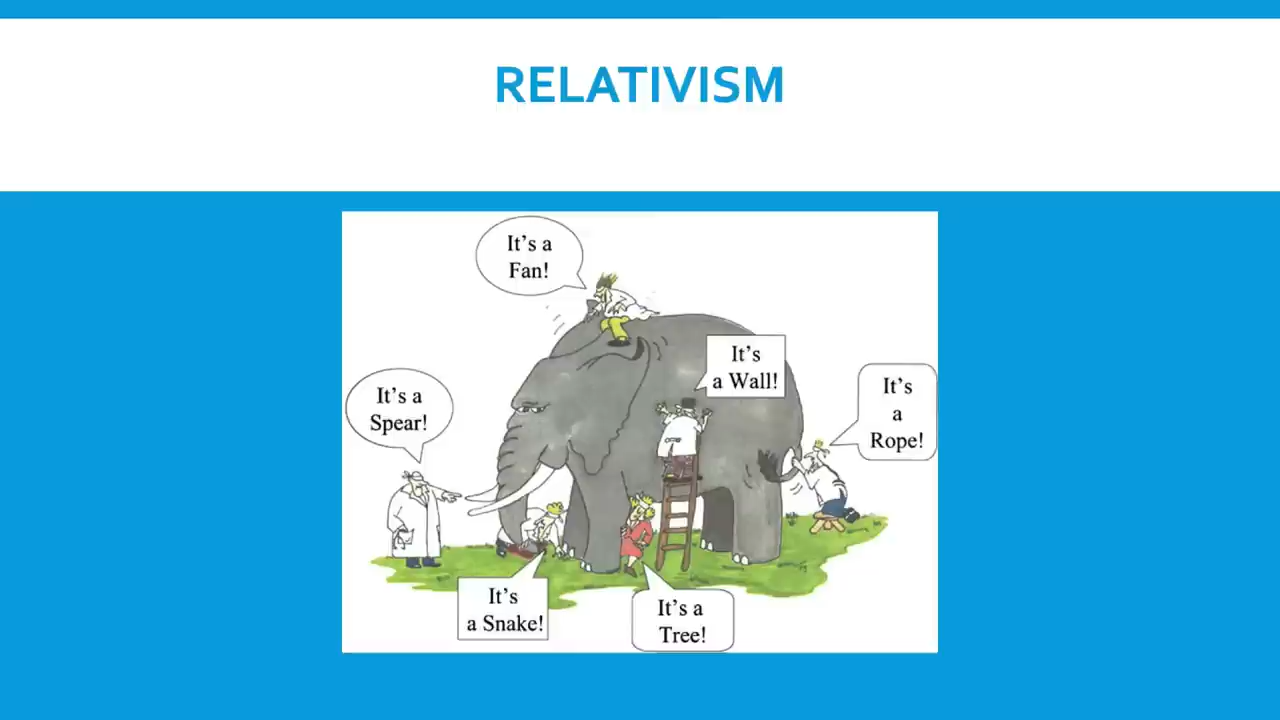 RELATIVISM
It's a
Fan!
It's
a Wall!
It's a
Spear!
It's
a
Rope!
It's
a Snake!
It's a
Tree!